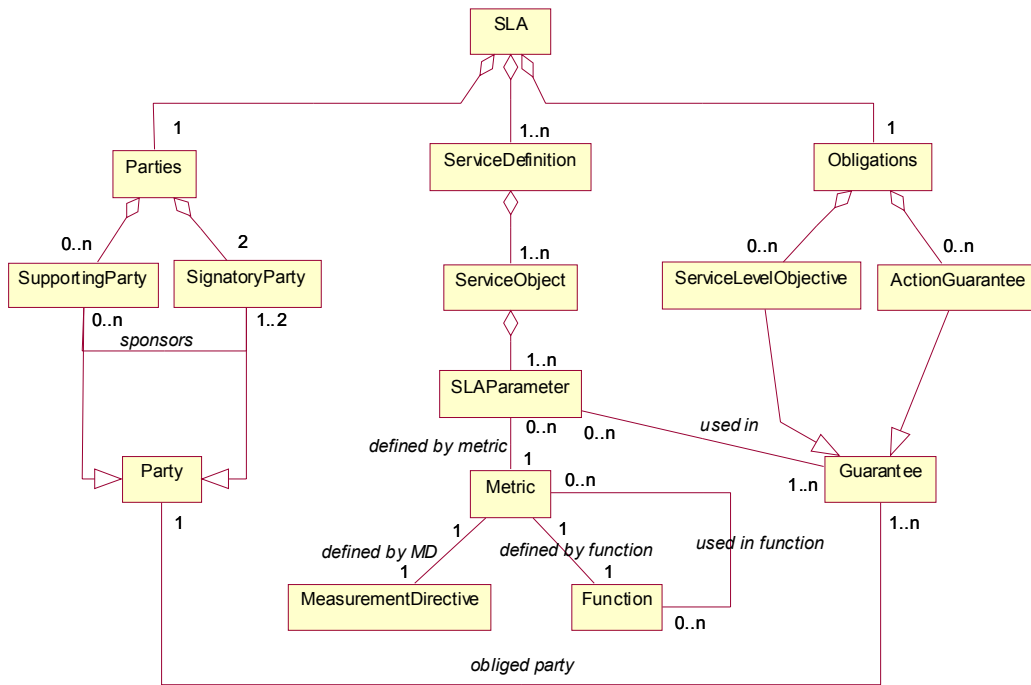 SLA
1
1..n
1
Parties
ServiceDefinition
Obligations
0..n
2
1..n
0..n
0..n
SupportingParty
SignatoryParty
ServiceObject
ServiceLevelObjective
ActionGuarantee
0..n
1..2
sponsors
1..n
SLAParameter
0..n
0..n
used in
defined by metric
1
Party
Metric
Guarantee
0..n
1..n
1
1..n
1
1
defined by MD
defined by function
used in function
1
1
MeasurementDirective
Function
0..n
obliged party